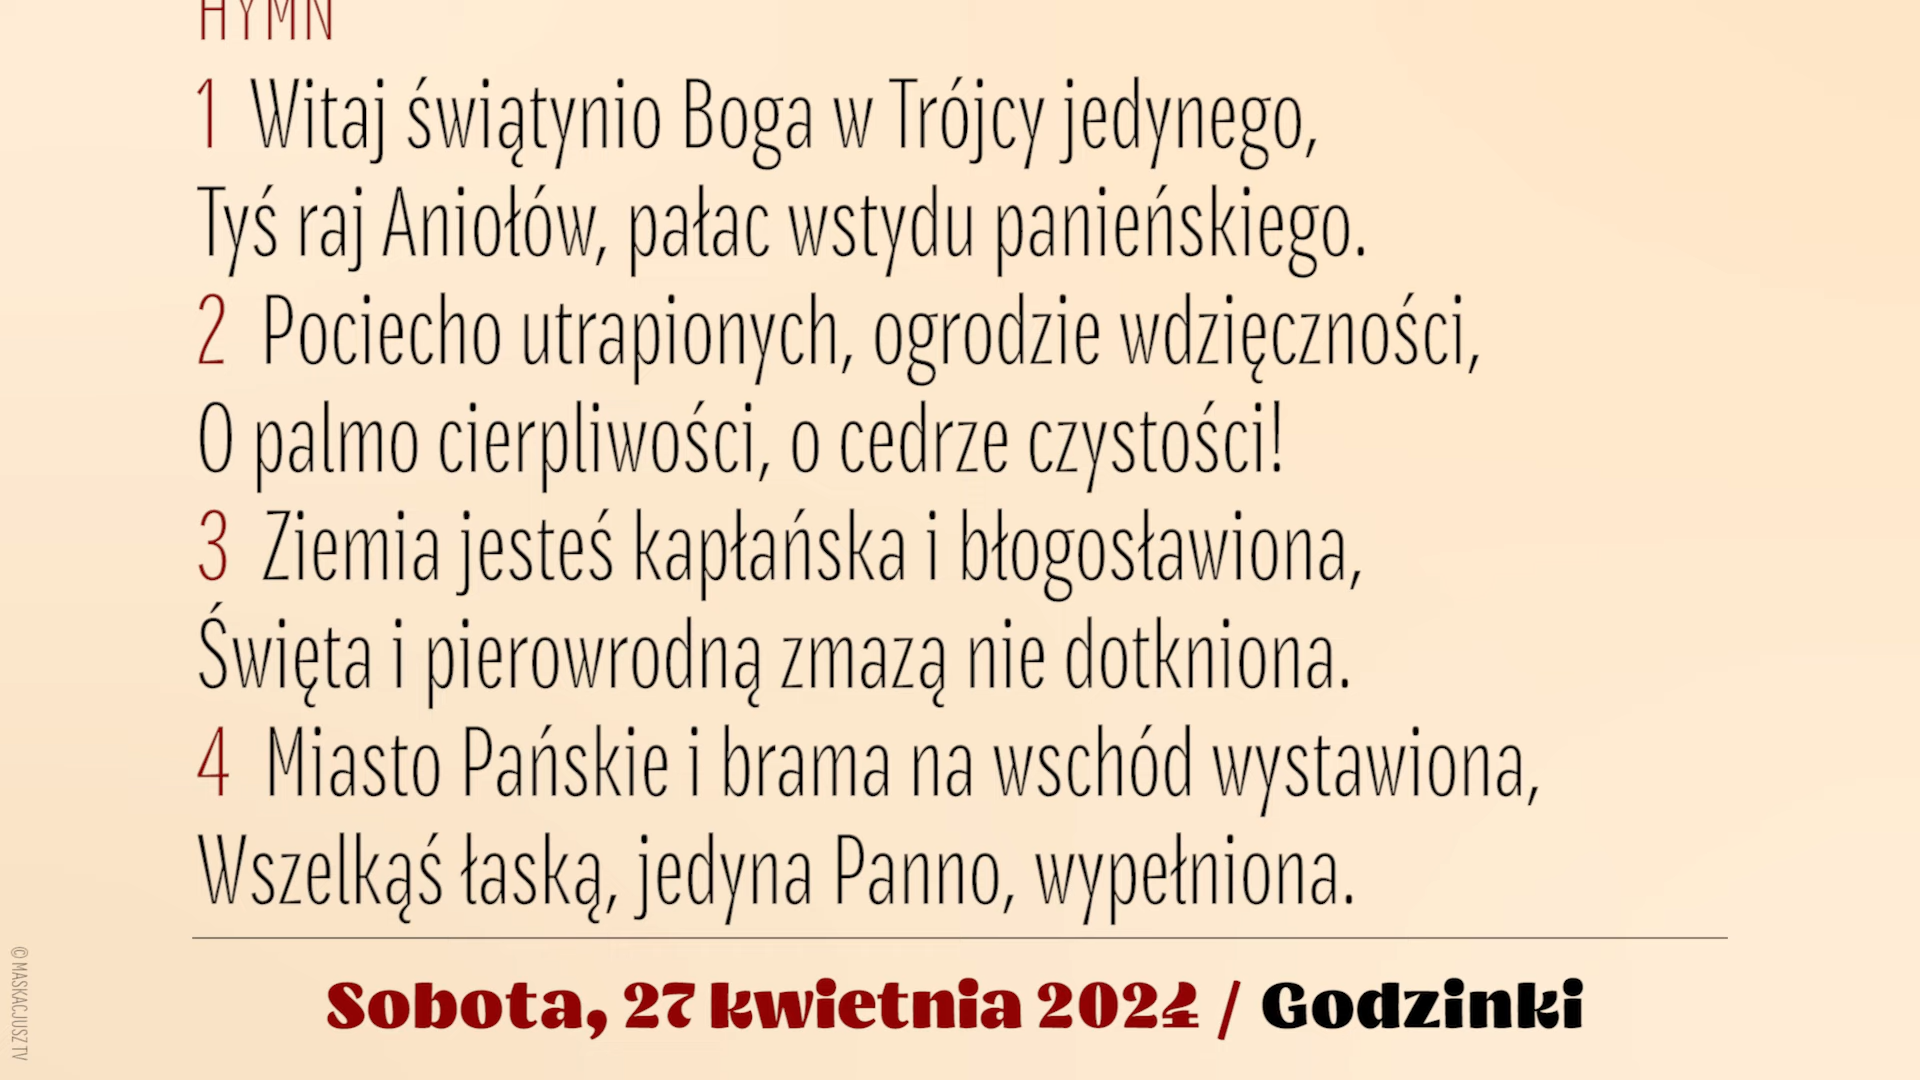 HYMN
1 Witaj świątynio Boga w Trójcy jedynego,
Tyś raj Aniołów, pałac wstydu panieńskiego.
2 Pociecho utrapionych, ogrodzie wdzięczności,
O palmo cierpliwości, o cedrze czystości!
3 Ziemia jesteś kapłańska i błogosławiona,
Święta i pierowrodną zmazą nie dotkniona.
4 Miasto Pańskie i brama na wschód wystawiona,
Wszelkąś łaską, jedyna Panno, wypełniona.
Sobota, 27 kwietnia 2024 / Godzinki
© MASKACJUSZ TV